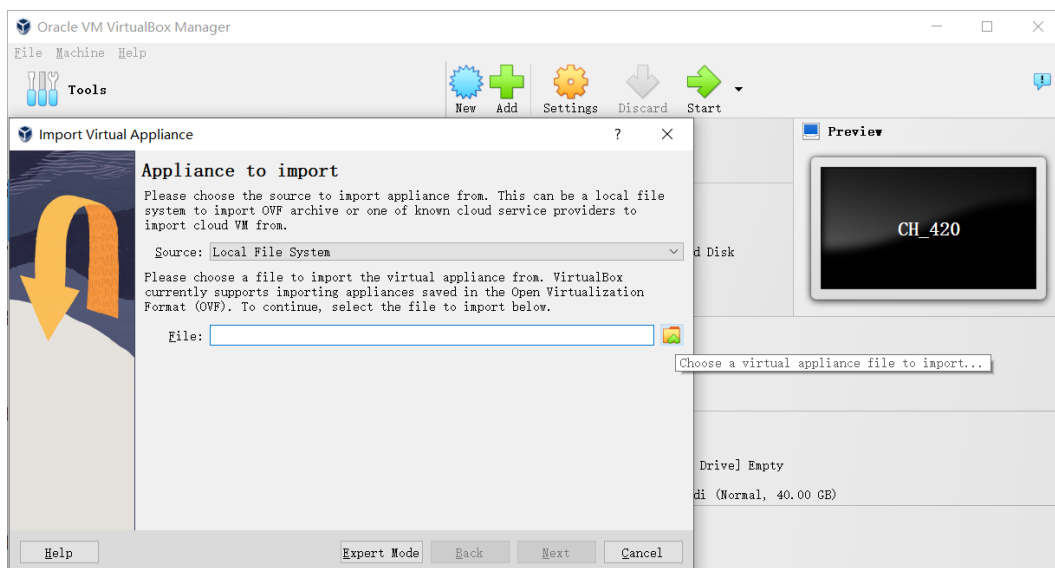 Oracle VM VirtualBox Manager
File Machine Help
Tools
New Add Settings Discard Start
Import Virtual Appliance
?
Preview
Appliance to import
Please choose the source to import appliance from. This can be a local file
system to import OVF archive or one of known cloud service providers to
import cloud VM from.
CH_420
Source: Local File System
d Disk
Please choose a file to import the virtual appliance from. VirtualBox
currently supports importing appliances saved in the Open Virtualization
Format (OVF). To continue, select the file to import below.
File:
Choose a virtual appliance file to import...
Drive] Empty
di (Normal, 40.00 GB)
Help Expert Mode Back Next Cancel